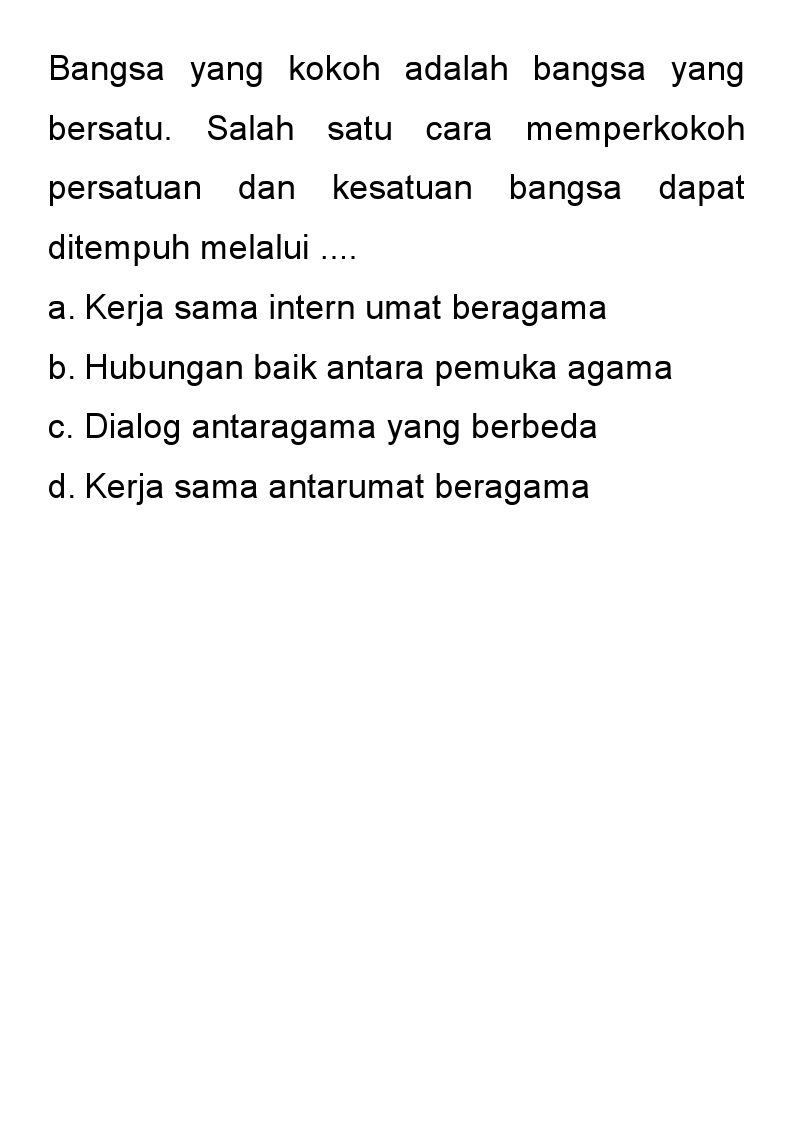 Bangsa yang kokoh adalah bangsa yang
bersatu. Salah satu cara memperkokoh
persatuan dan kesatuan bangsa dapat
ditempuh melalui ....
a. Kerja sama intern umat beragama
b. Hubungan baik antara pemuka agama
c. Dialog antaragama yang berbeda
d. Kerja sama antarumat beragama